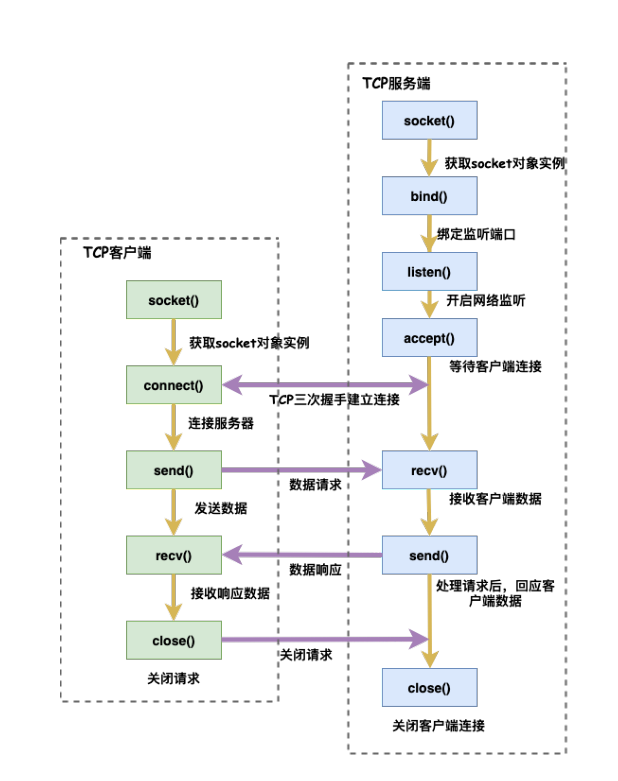 TCP服务端
socket()
获取socket对象实例
bind()
绑定监听端口
listen()
开启网络监听
accept()
等待客户端连接
TCP客户端
socket()
获取socket对象实例
connect()
TCP三次握手建立连接
连接服务器
send()
数据请求
recv()
接收客户端数据
发送数据
recv()
数据响应
send()
处理请求后，回应客
户端数据
接收响应数据
close()
关闭请求
关闭请求
close()
关闭客户端连接